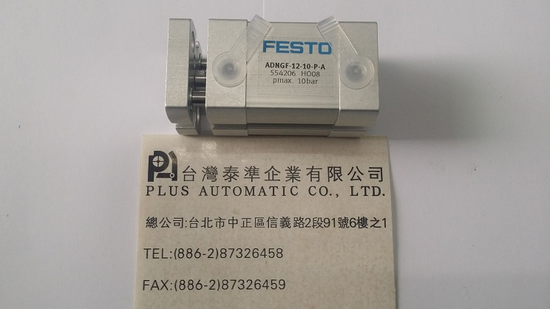 FESTO
ADNGF-12-10-P-A
554206 H008
pmax. 10bar
台灣泰準企業有限公司
PLUS AUTOMATIC CO., LTD.
總公司:台北市中正區信義路2段91號6樓之1
TEL:(886-2)87326458
FAX:(886-2)87326459